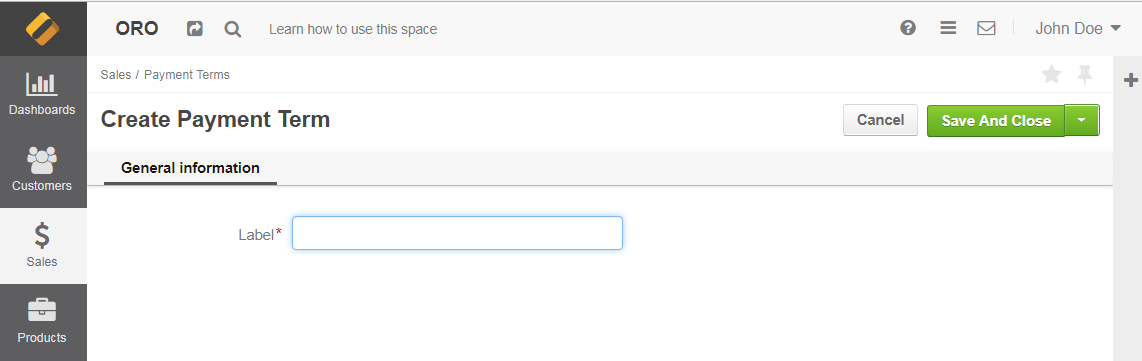 ORO
Learn how to use this space
John Doe
Sales / Payment Terms
Create Payment Term
Cancel
Save And Close
General information
Label*
Dashboards
Customers
Sales
Products